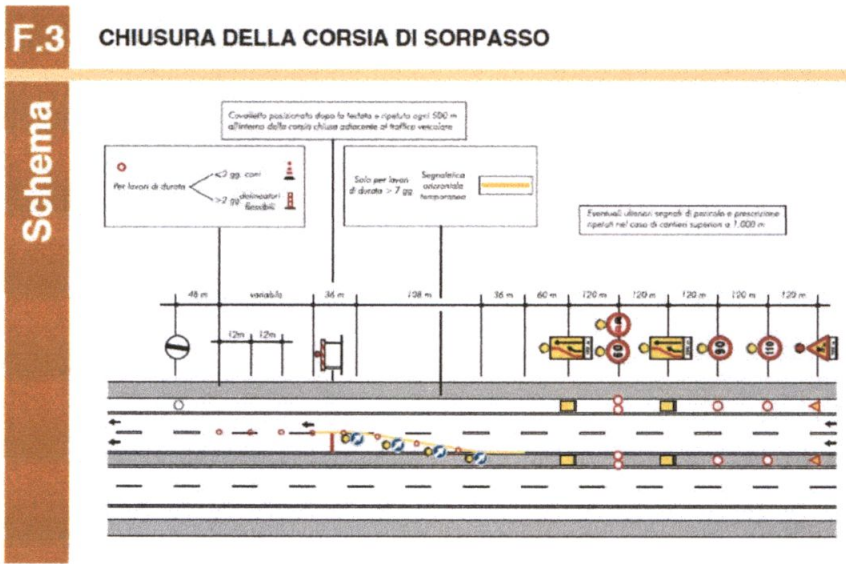 F.3
CHIUSURA DELLA CORSIA DI SORPASSO
Schema
Cavalletto posizionato dopo la testata e ripetuto ogni 500 m
all'interno della corsia chiusa adiacente al traffico veicolare
Per lavori di durata
gg. coni
>2 gg. delineatori
flessibili
Solo per lavori
di durata > 7 gg
Segnaletica
orizzontale
temporanea
Eventuali ulteriori segnali di pericolo e prescrizione
ripetuti nel caso di cantieri superiori a 1.000 m
48 m
variabile
36 m
108 m
36 m
60 m
120 m
120 m
120 m
120 m
120 m
12m
12m
60
90
110